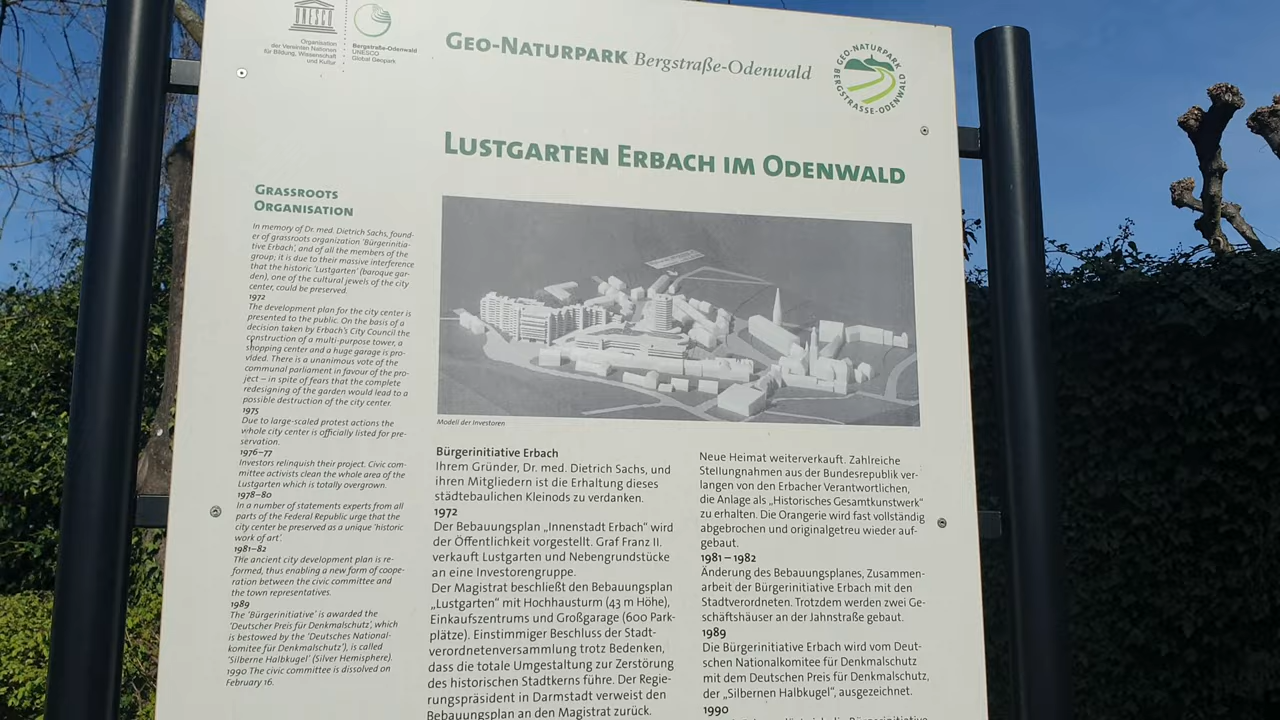 UNESCO
Organisation
der Vereinten Nationen
für Bildung, Wissenschaft
und Kultur
Bergstraße-Odenwald
UNESCO
Global Geopark
Geo-Naturpark Bergstraße-Odenwald
GEO-NATURPARK
BERGSTRASSE-ODENWALD
Lustgarten Erbach im Odenwald
Grassroots
Organisation
In memory of Dr. med. Dietrich Sachs, found-
er of grassroots organization 'Bürgerinitia-
tive Erbach', and of all the members of the
group; it is due to their massive interference
that the historic 'Lustgarten' (baroque gar-
den), one of the cultural jewels of the city
center, could be preserved.
1972
The development plan for the city center is
presented to the public. On the basis of a
decision taken by Erbach's City Council the
construction of a multi-purpose tower, a
shopping center and a huge garage is pro-
vided. There is a unanimous vote of the
communal parliament in favour of the pro-
ject – in spite of fears that the complete
redesigning of the garden would lead to a
possible destruction of the city center.
1975
Due to large-scaled protest actions the
whole city center is officially listed for pre-
servation.
1976–77
Investors relinquish their project. Civic com-
mittee activists clean the whole area of the
Lustgarten which is totally overgrown.
1978–80
In a number of statements experts from all
parts of the Federal Republic urge that the
city center be preserved as a unique 'historic
work of art'.
1981–82
The ancient city development plan is re-
formed, thus enabling a new form of coope-
ration between the civic committee and
the town representatives.
1989
The 'Bürgerinitiative' is awarded the
'Deutscher Preis für Denkmalschutz', which
is bestowed by the 'Deutsches National-
komitee für Denkmalschutz'), is called
'Silberne Halbkugel' (Silver Hemisphere).
1990 The civic committee is dissolved on
February 16.
Modell der Investoren
Bürgerinitiative Erbach
Ihrem Gründer, Dr. med. Dietrich Sachs, und
ihren Mitgliedern ist die Erhaltung dieses
städtebaulichen Kleinods zu verdanken.
1972
Der Bebauungsplan „Innenstadt Erbach" wird
der Öffentlichkeit vorgestellt. Graf Franz II.
verkauft Lustgarten und Nebengrundstücke
an eine Investorengruppe.
Der Magistrat beschließt den Bebauungsplan
„Lustgarten" mit Hochhausturm (43 m Höhe),
Einkaufszentrums und Großgarage (600 Park-
plätze). Einstimmiger Beschluss der Stadt-
verordnetenversammlung trotz Bedenken,
dass die totale Umgestaltung zur Zerstörung
des historischen Stadtkerns führe. Der Regie-
rungspräsident in Darmstadt verweist den
Bebauungsplan an den Magistrat zurück.
Neue Heimat weiterverkauft. Zahlreiche
Stellungnahmen aus der Bundesrepublik ver-
langen von den Erbacher Verantwortlichen,
die Anlage als „Historisches Gesamtkunstwerk"
zu erhalten. Die Orangerie wird fast vollständig
abgebrochen und originalgetreu wieder auf-
gebaut.
1981 – 1982
Änderung des Bebauungsplanes, Zusammen-
arbeit der Bürgerinitiative Erbach mit den
Stadtverordneten. Trotzdem werden zwei Ge-
schäftshäuser an der Jahnstraße gebaut.
1989
Die Bürgerinitiative Erbach wird vom Deut-
schen Nationalkomitee für Denkmalschutz
mit dem Deutschen Preis für Denkmalschutz,
der „Silbernen Halbkugel", ausgezeichnet.
1990